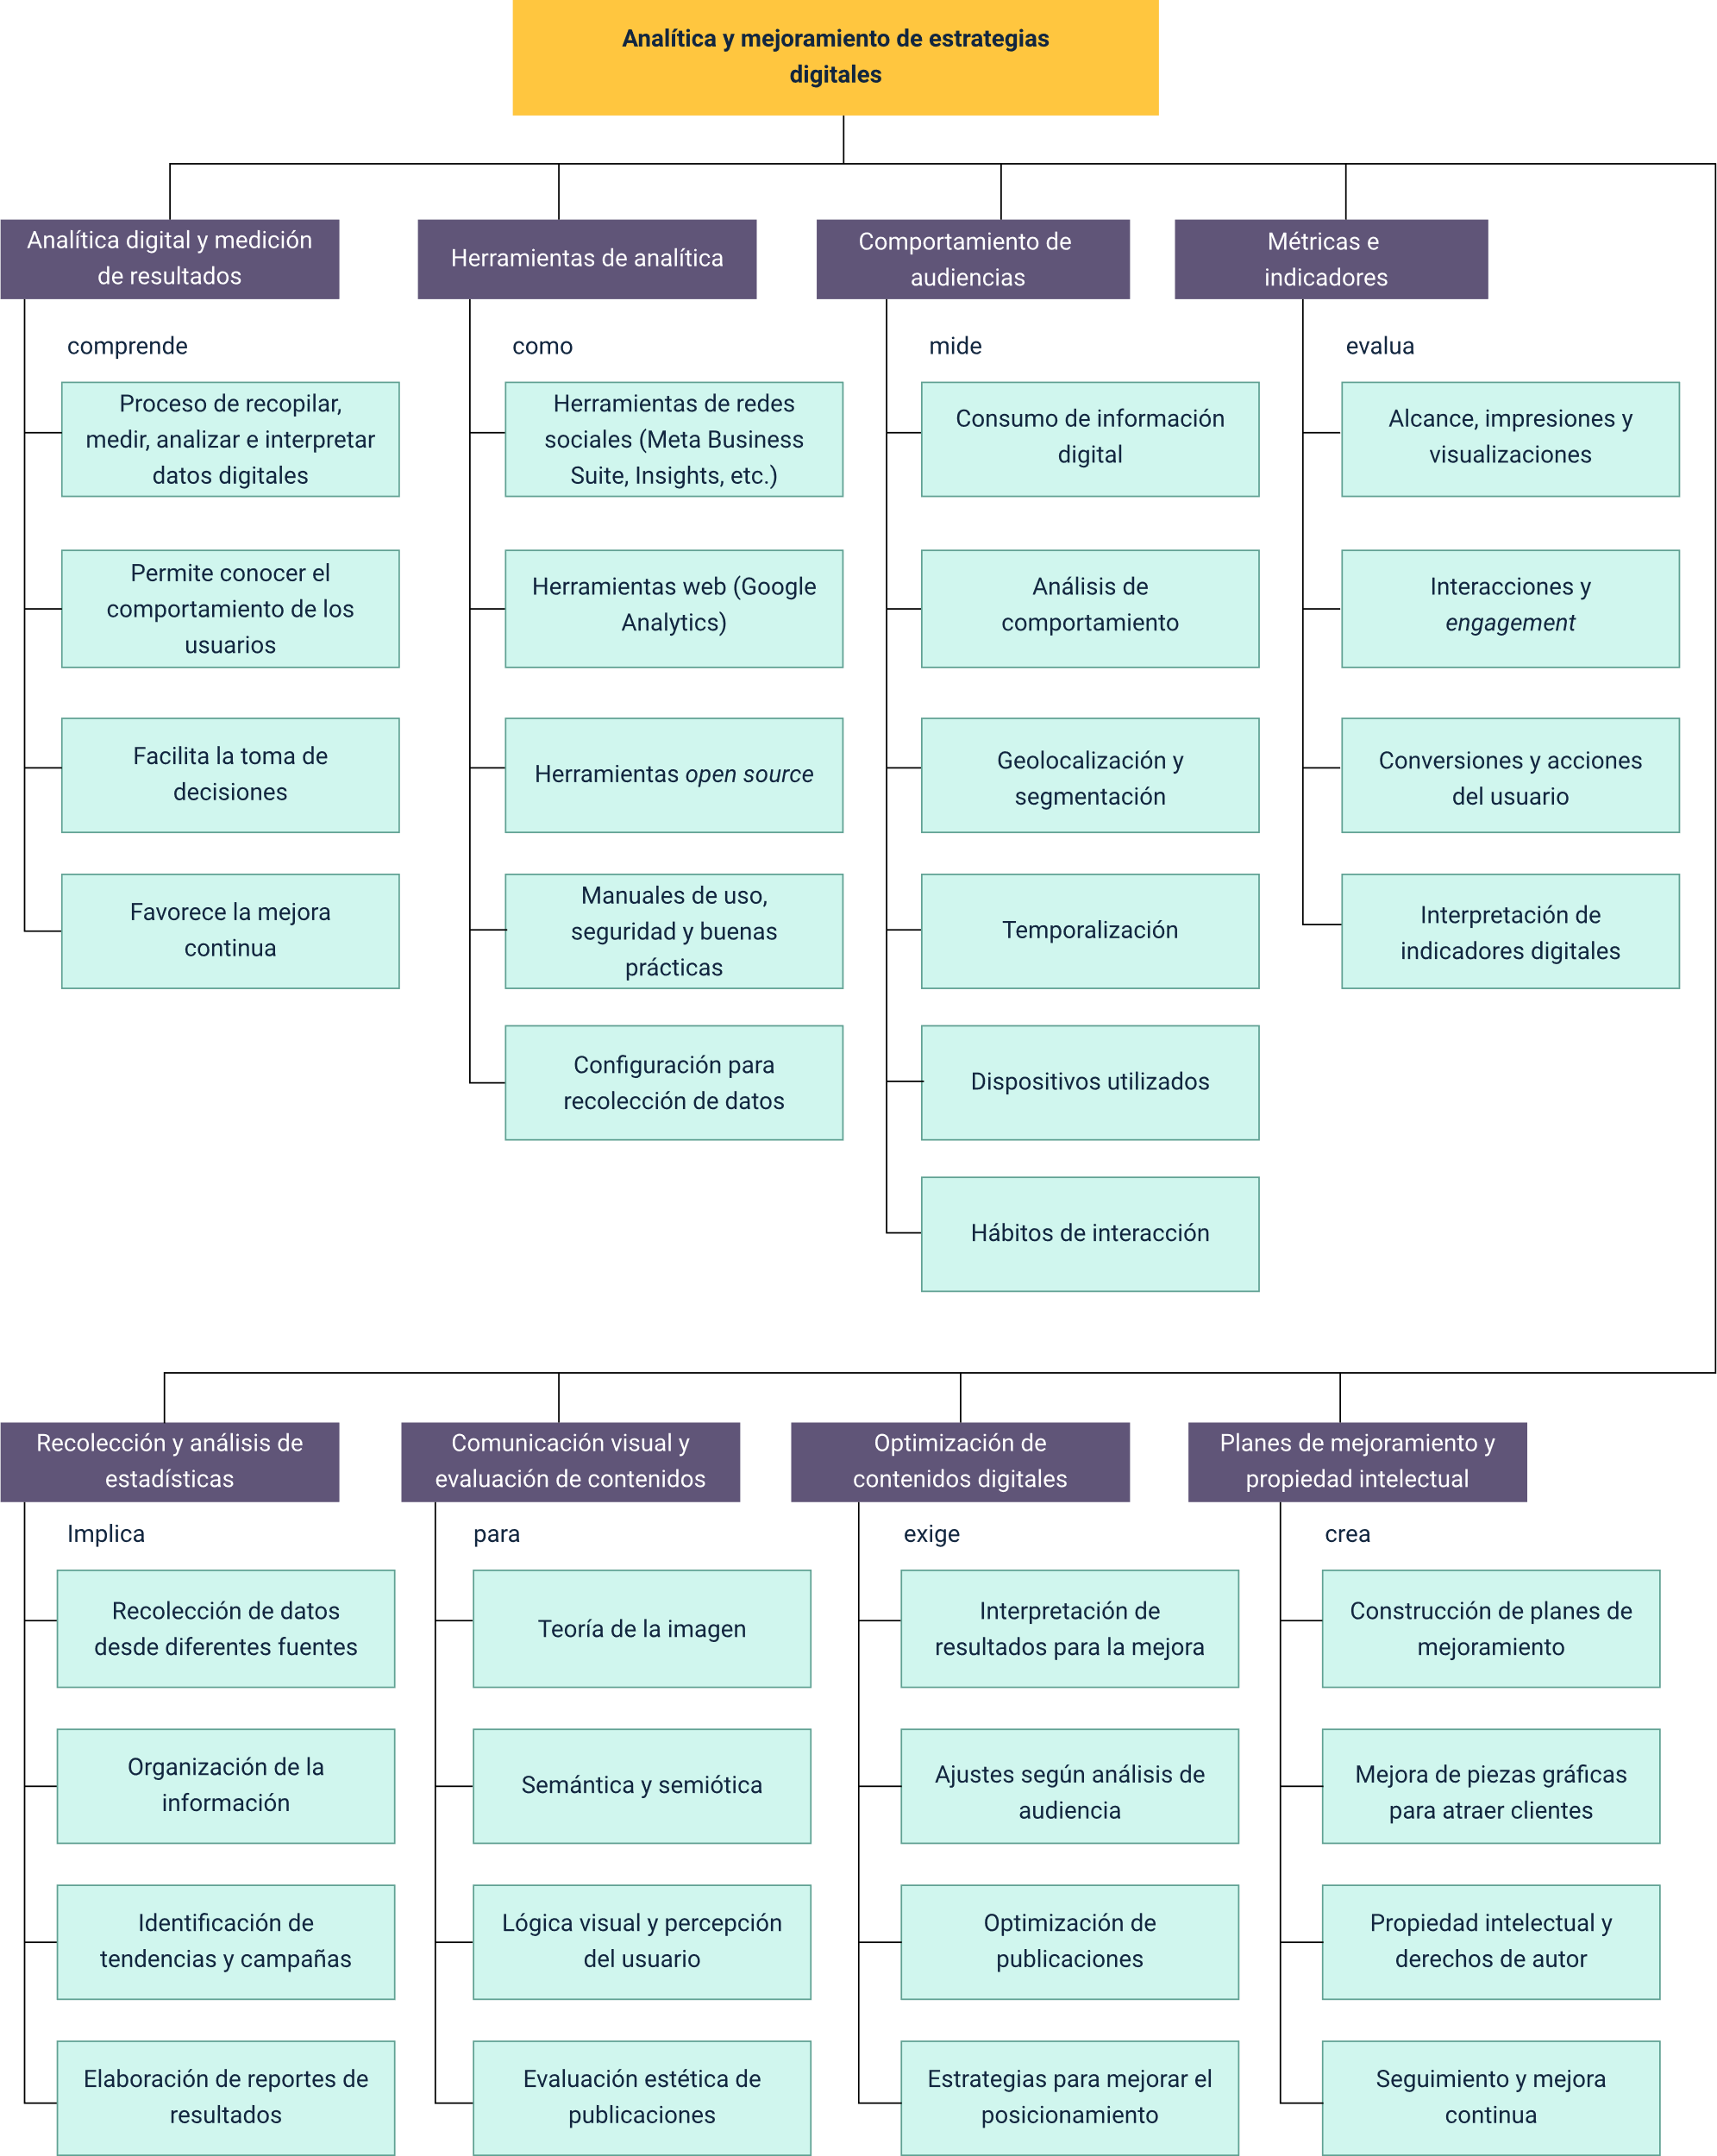 Analítica y mejoramiento de estrategias
digitales
Analítica digital y medición
de resultados
comprende
Proceso de recopilar,
medir, analizar e interpretar
datos digitales
Permite conocer el
comportamiento de los
usuarios
Facilita la toma de
decisiones
Favorece la mejora
continua
Herramientas de analítica
como
Herramientas de redes
sociales (Meta Business
Suite, Insights, etc.)
Herramientas web (Google
Analytics)
Herramientas open source
Manuales de uso,
seguridad y buenas
prácticas
Configuración para
recolección de datos
Comportamiento de
audiencias
mide
Consumo de información
digital
Análisis de
comportamiento
Geolocalización y
segmentación
Temporalización
Dispositivos utilizados
Hábitos de interacción
Métricas e
indicadores
evalua
Alcance, impresiones y
visualizaciones
Interacciones y
engagement
Conversiones y acciones
del usuario
Interpretación de
indicadores digitales
Recolección y análisis de
estadísticas
Implica
Recolección de datos
desde diferentes fuentes
Organización de la
información
Identificación de
tendencias y campañas
Elaboración de reportes de
resultados
Comunicación visual y
evaluación de contenidos
para
Teoría de la imagen
Semántica y semiótica
Lógica visual y percepción
del usuario
Evaluación estética de
publicaciones
Optimización de
contenidos digitales
exige
Interpretación de
resultados para la mejora
Ajustes según análisis de
audiencia
Optimización de
publicaciones
Estrategias para mejorar el
posicionamiento
Planes de mejoramiento y
propiedad intelectual
crea
Construcción de planes de
mejoramiento
Mejora de piezas gráficas
para atraer clientes
Propiedad intelectual y
derechos de autor
Seguimiento y mejora
continua